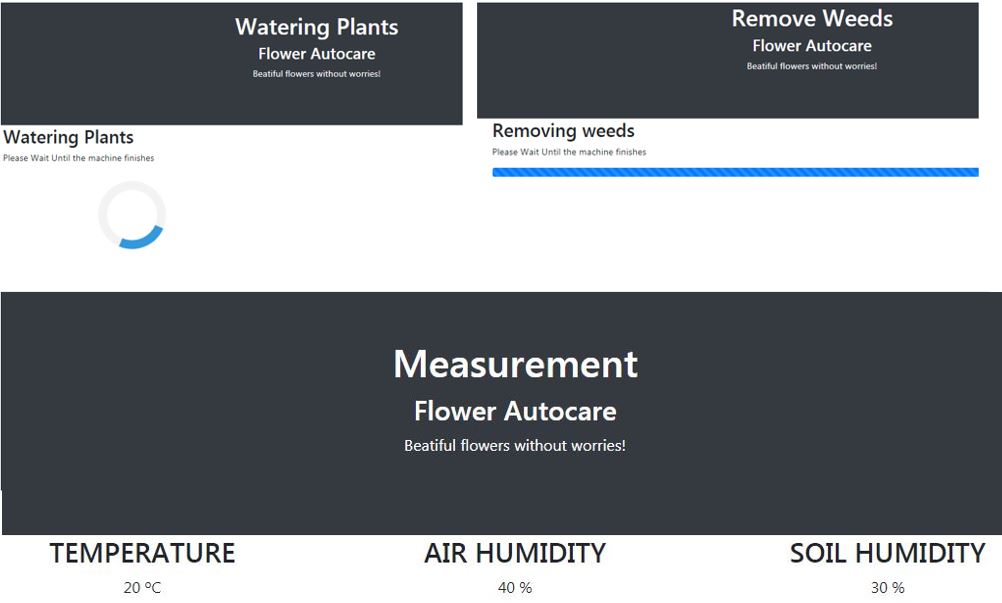 Watering Plants
Flower Autocare
Beatiful flowers without worries!
Watering Plants
Please Wait Until the machine finishes
Remove Weeds
Flower Autocare
Beatiful flowers without worries!
Removing weeds
Please Wait Until the machine finishes
Measurement
Flower Autocare
Beatiful flowers without worries!
TEMPERATURE
20 ºC
AIR HUMIDITY
40 %
SOIL HUMIDITY
30 %